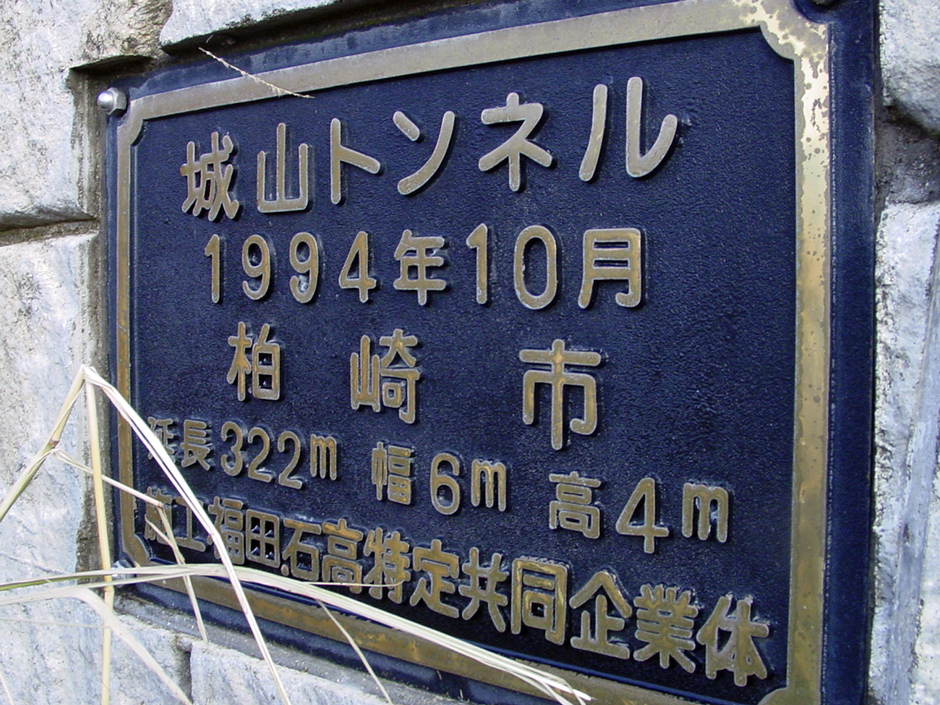 城山トンネル
1994年10月
柏崎市
延長322m 幅6m 高4m
施工 福田.石高特定共同企業体